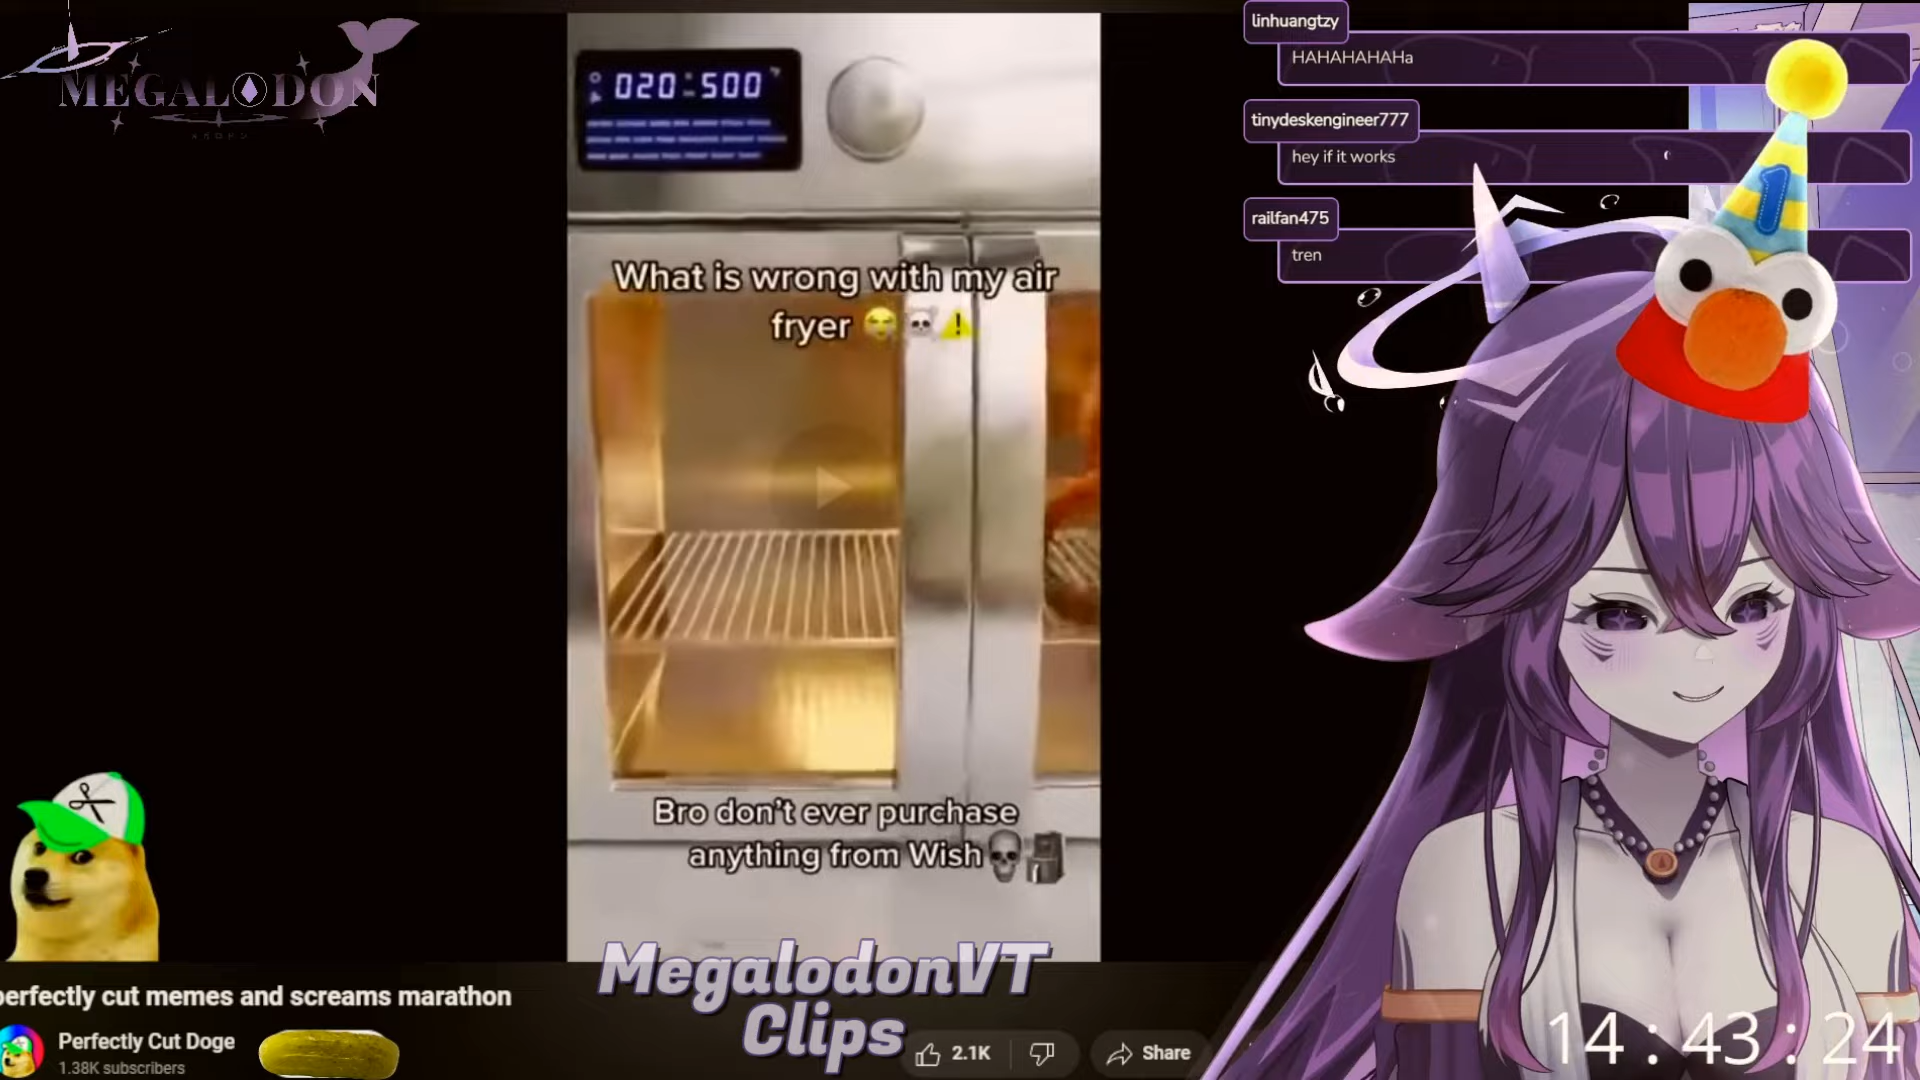 MEGALODON
020 500
What is wrong with my air
fryer
Bro don't ever purchase
anything from Wish
linhuangtzy
HAHAHAHAHa
tinydeskengineer777
hey if it works
railfan475
tren
1
MegalodonVT
Clips
perfectly cut memes and screams marathon
Perfectly Cut Doge
1.38K subscribers
2.1K
Share
14 : 43 : 24